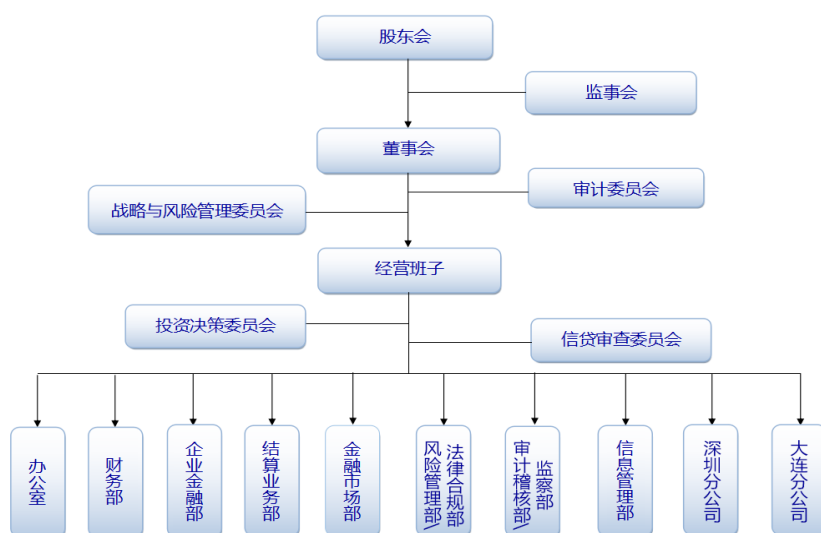 股东会
监事会
董事会
审计委员会
战略与风险管理委员会
经营班子
投资决策委员会
信贷审查委员会
办公室
财务部
企业金融部
结算业务部
金融市场部
风险管理部\
法律合规部
审计稽核部\
监察部
信息管理部
深圳分公司
大连分公司